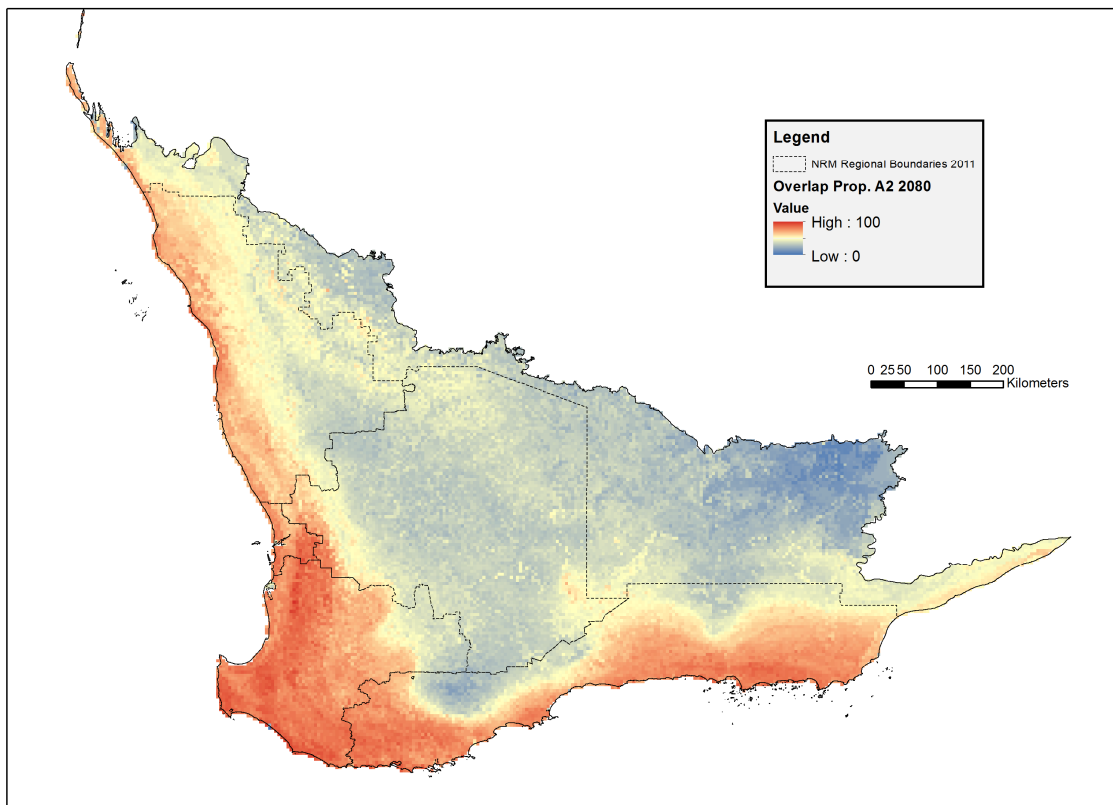 Legend
NRM Regional Boundaries 2011
Overlap Prop. A2 2080
Value
High : 100
Low : 0
0 25 50 100 150 200
Kilometers